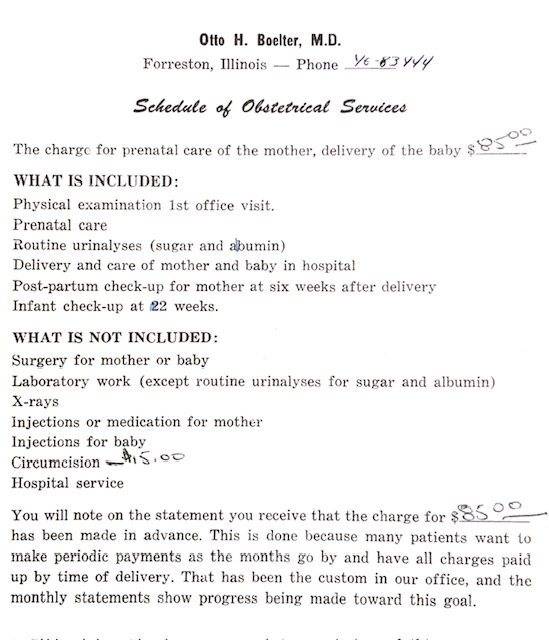 Otto H. Boelter, M.D.
Forreston, Illinois — Phone YE-83444
Schedule of Obstetrical Services
The charge for prenatal care of the mother, delivery of the baby $85.00
WHAT IS INCLUDED:
Physical examination 1st office visit.
Prenatal care
Routine urinalyses (sugar and abumin)
Delivery and care of mother and baby in hospital
Post-partum check-up for mother at six weeks after delivery
Infant check-up at 22 weeks.
WHAT IS NOT INCLUDED:
Surgery for mother or baby
Laboratory work (except routine urinalyses for sugar and albumin)
X-rays
Injections or medication for mother
Injections for baby
Circumcision — $15.00
Hospital service
You will note on the statement you receive that the charge for $85.00
has been made in advance. This is done because many patients want to
make periodic payments as the months go by and have all charges paid
up by time of delivery. That has been the custom in our office, and the
monthly statements show progress being made toward this goal.